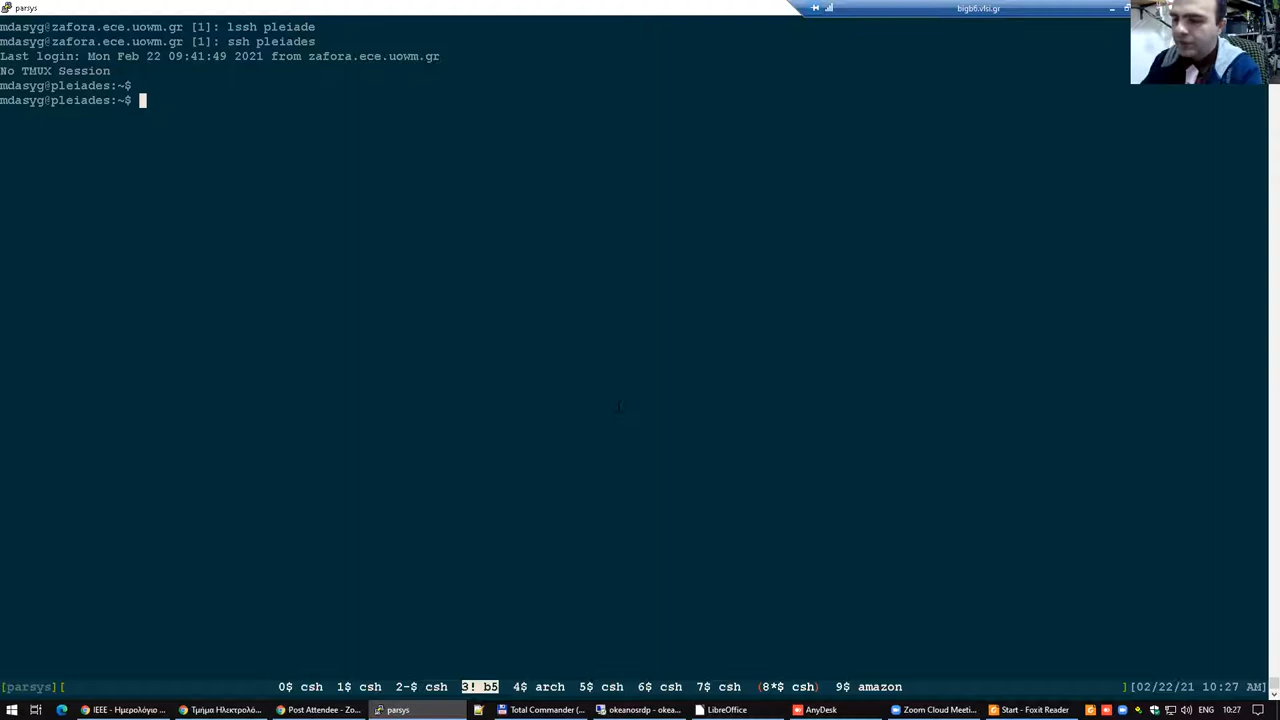 parsys
bigb6.vlsi.gr
mdasyg@zafora.ece.uowm.gr [1]: lssh pleiade
mdasyg@zafora.ece.uowm.gr [1]: ssh pleiades
Last login: Mon Feb 22 09:41:49 2021 from zafora.ece.uowm.gr
No TMUX Session
mdasyg@pleiades:~$
mdasyg@pleiades:~$
[parsys][ 0$ csh 1$ csh 2-$ csh 3! b5 4$ arch 5$ csh 6$ csh 7$ csh (8*$ csh) 9$ amazon ][02/22/21 10:27 AM]
IEEE - Ημερολόγιο ... Τμήμα Ηλεκτρολό... Post Attendee - Zo... parsys Total Commander (... okeanosrdp - okea... LibreOffice AnyDesk Zoom Cloud Meeti... Start - Foxit Reader ENG 10:27